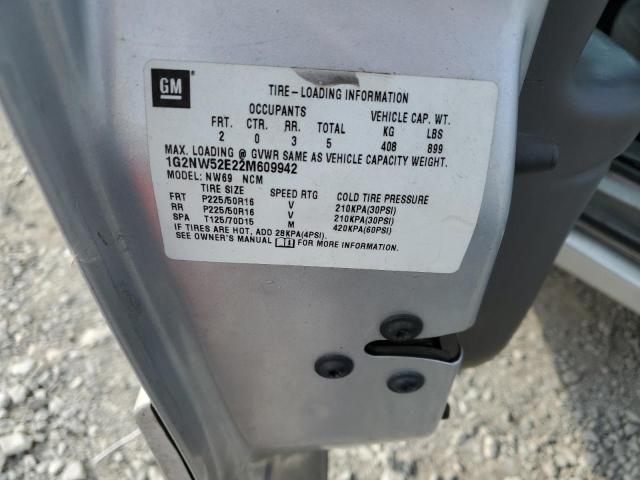 GM
TIRE-LOADING INFORMATION
OCCUPANTS VEHICLE CAP. WT.
FRT. CTR. RR. TOTAL KG LBS
2 0 3 5 408 899
MAX. LOADING @ GVWR SAME AS VEHICLE CAPACITY WEIGHT.
1G2NW52E22M609942
MODEL: NW69 NCM
TIRE SIZE SPEED RTG COLD TIRE PRESSURE
FRT P225/50R16 V 210KPA(30PSI)
RR P225/50R16 V 210KPA(30PSI)
SPA T125/70D15 M 420KPA(60PSI)
IF TIRES ARE HOT, ADD 28KPA(4PSI).
SEE OWNER'S MANUAL FOR MORE INFORMATION.